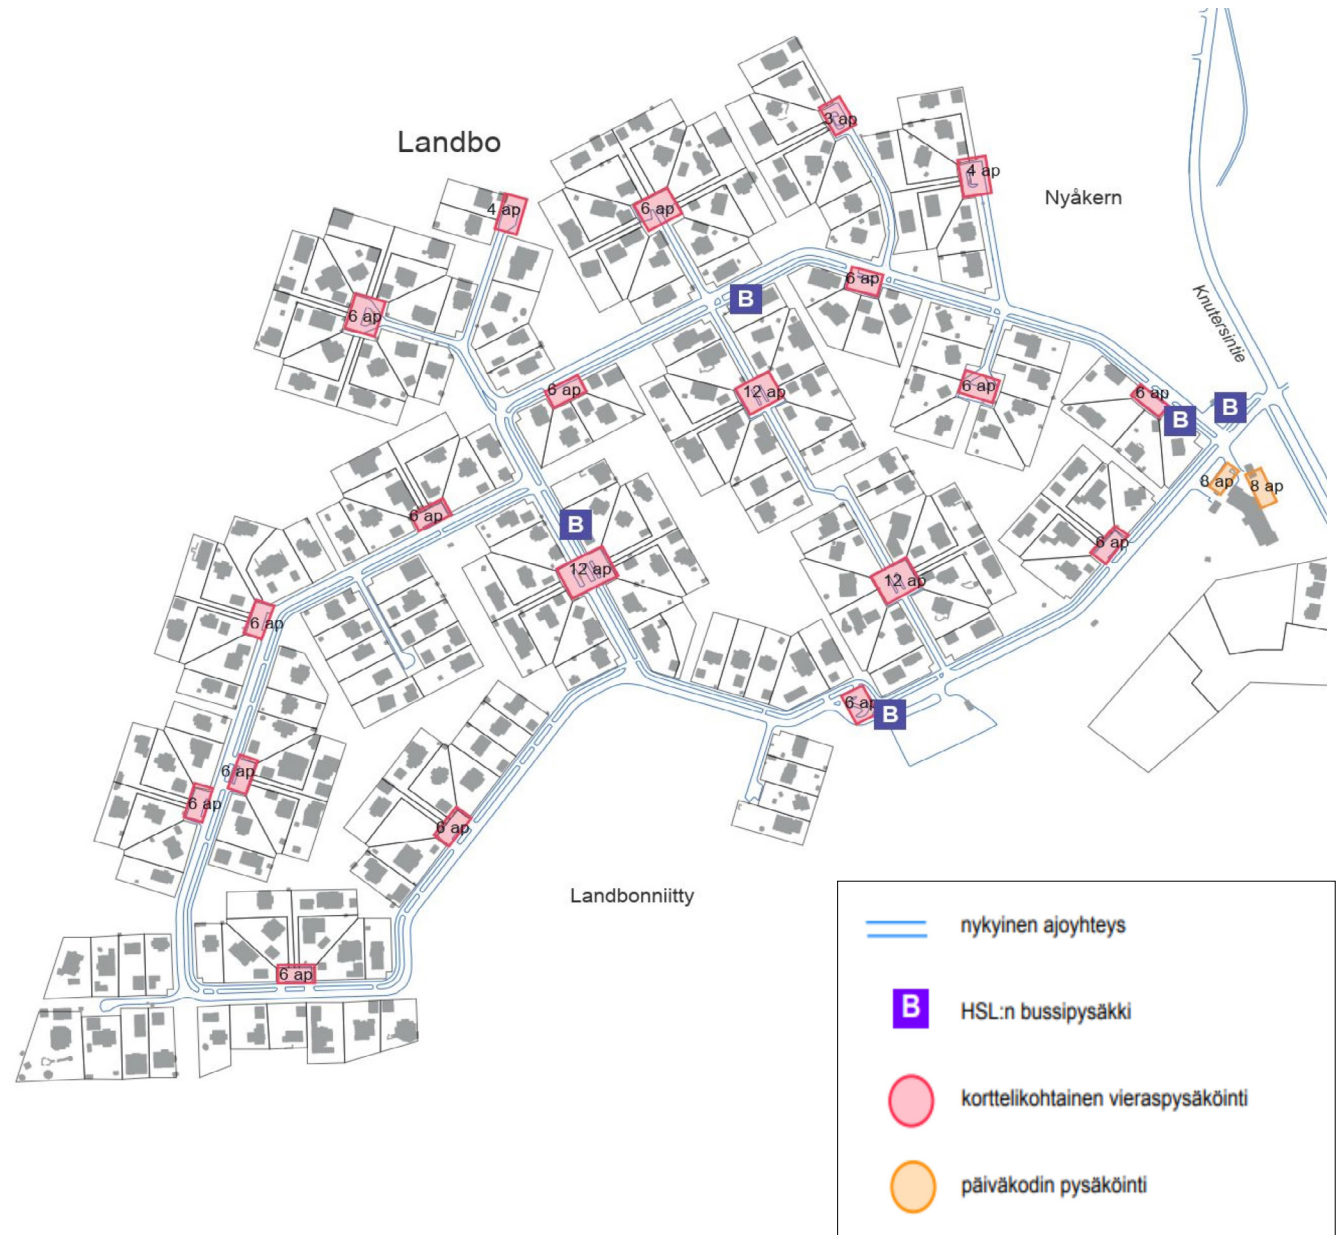 3 ap
Landbo
4 ap
Nyåkern
4 ap
6 ap
6 ap
B
Knutersintie
6 ap
6 ap
12 ap
6 ap
6 ap
B
B
8 ap
8 ap
6 ap
B
6 ap
12 ap
12 ap
6 ap
6 ap
B
6 ap
6 ap
6 ap
Landbonniitty
6 ap
nykyinen ajoyhteys
B
HSL:n bussipysäkki
korttelikohtainen vieraspysäköinti
päiväkodin pysäköinti